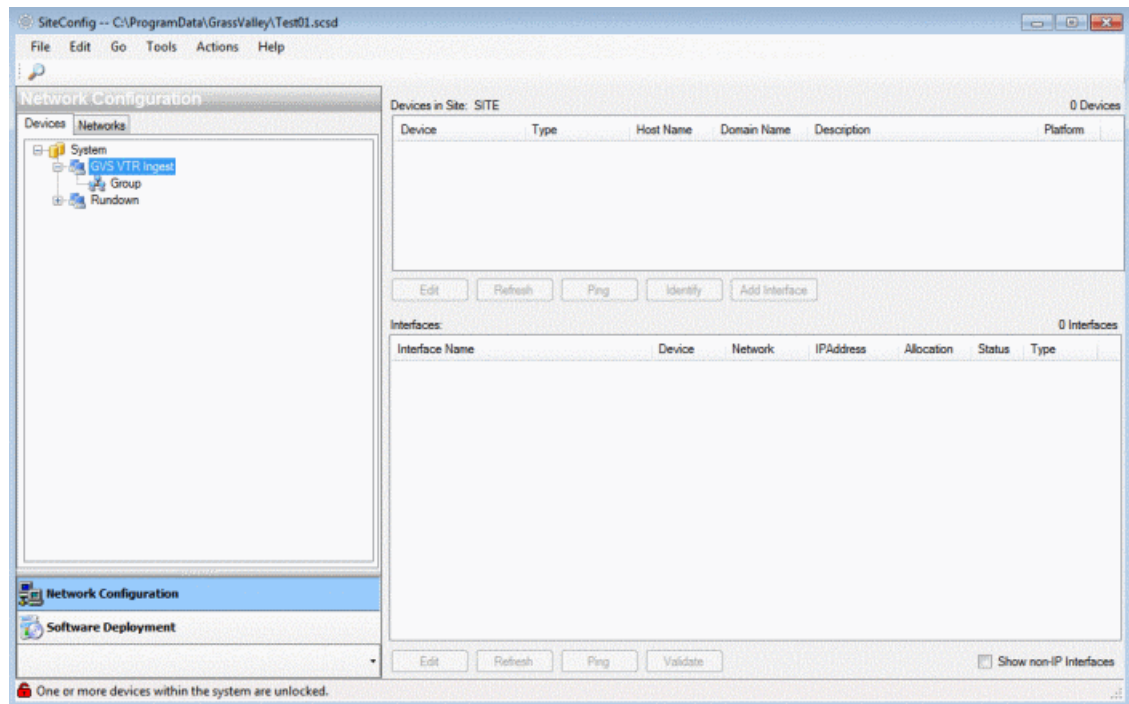 SiteConfig -- C:\ProgramData\GrassValley\Test01.scsd
File Edit Go Tools Actions Help
Network Configuration
Devices Networks
System
GVS VTR Ingest
Group
Rundown
Network Configuration
Software Deployment
Devices in Site: SITE 0 Devices
Device Type Host Name Domain Name Description Platform
Edit Refresh Ping Identify Add Interface
Interfaces: 0 Interfaces
Interface Name Device Network IPAddress Allocation Status Type
Edit Refresh Ping Validate Show non-IP Interfaces
One or more devices within the system are unlocked.